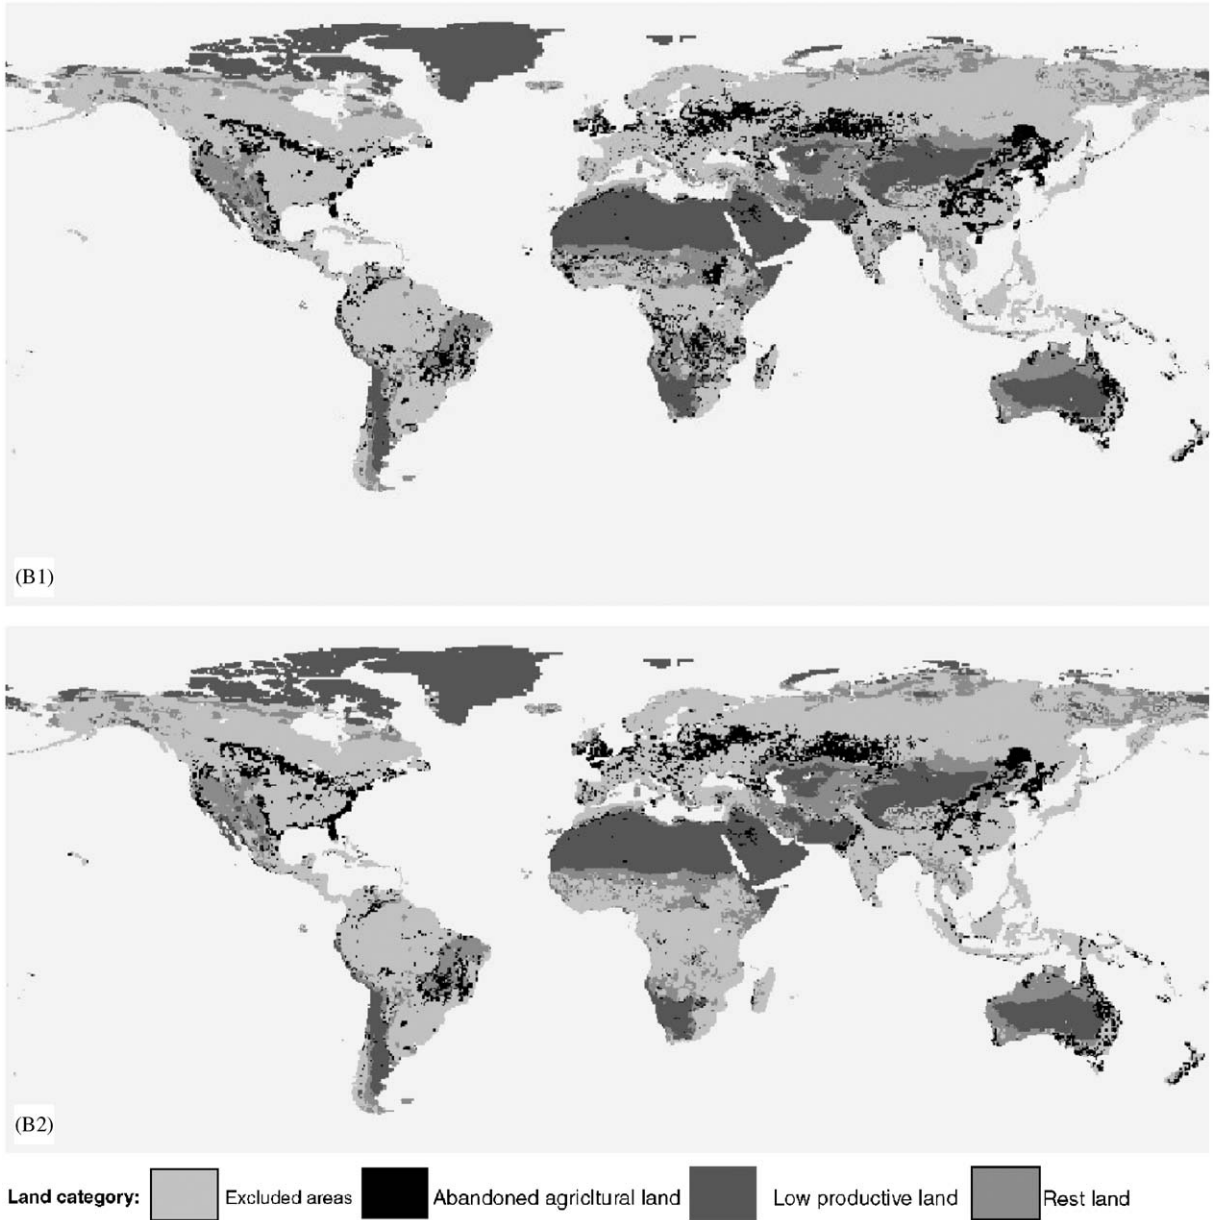 (B1)
(B2)
Land category: Excluded areas Abandoned agricltural land Low productive land Rest land